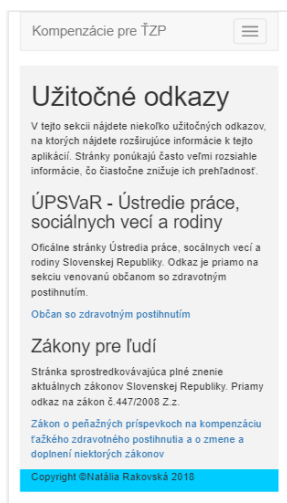 Kompenzácie pre ŤZP
Užitočné odkazy
V tejto sekcii nájdete niekoľko užitočných odkazov,
na ktorých nájdete rozširujúce informácie k tejto
aplikácií. Stránky ponúkajú často veľmi rozsiahle
informácie, čo čiastočne znižuje ich prehľadnosť.
ÚPSVaR - Ústredie práce,
sociálnych vecí a rodiny
Oficálne stránky Ústredia práce, socálnych vecí a
rodiny Slovenskej Republiky. Odkaz je priamo na
sekciu venovanú občanom so zdravotným
postihnutím.
Občan so zdravotným postihnutím
Zákony pre ľudí
Stránka sprostredkovávajúca plné znenie
aktuálnych zákonov Slovenskej Republiky. Priamy
odkaz na zákon č.447/2008 Z.z.
Zákon o peňažných príspevkoch na kompenzáciu
ťažkého zdravotného postihnutia a o zmene a
doplnení niektorých zákonov
Copyright ©Natália Rakovská 2018